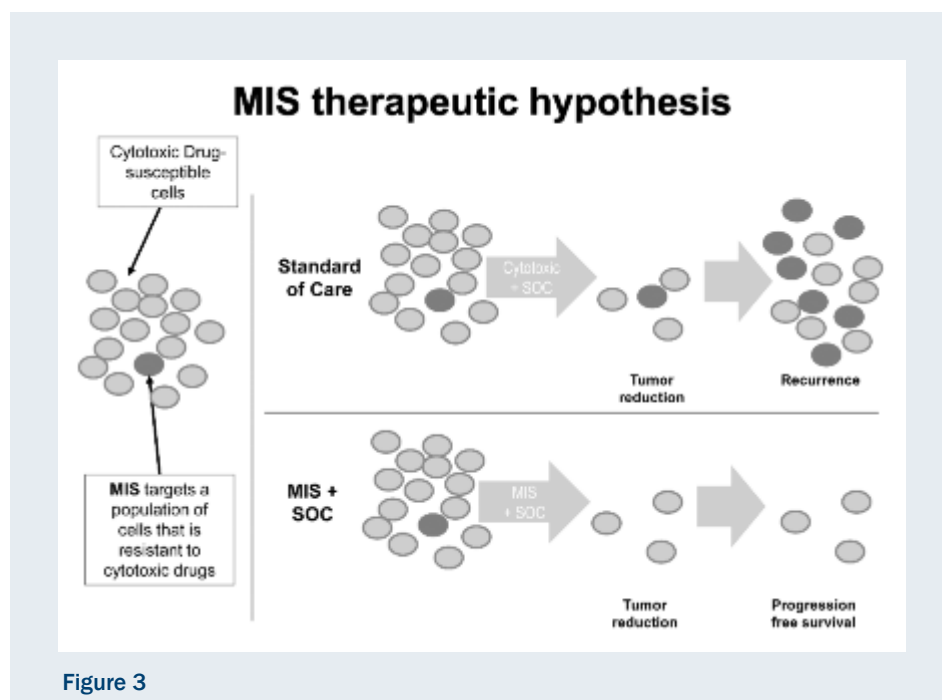 MIS therapeutic hypothesis
Cytotoxic Drug-
susceptible
cells
MIS targets a
population of
cells that is
resistant to
cytotoxic drugs
Standard
of Care
Cytotoxic
+ SOC
Tumor
reduction
Recurrence
MIS +
SOC
MIS
+ SOC
Tumor
reduction
Progression
free survival
Figure 3